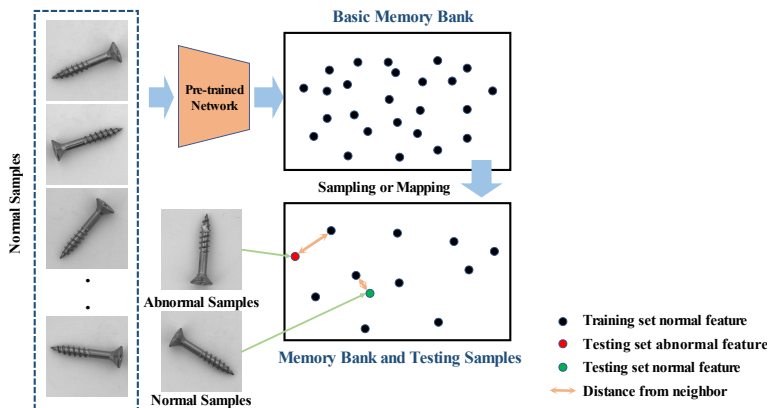 Basic Memory Bank
Pre-trained
Network
Normal Samples
Sampling or Mapping
Abnormal Samples
Normal Samples
Memory Bank and Testing Samples
Training set normal feature
Testing set abnormal feature
Testing set normal feature
Distance from neighbor